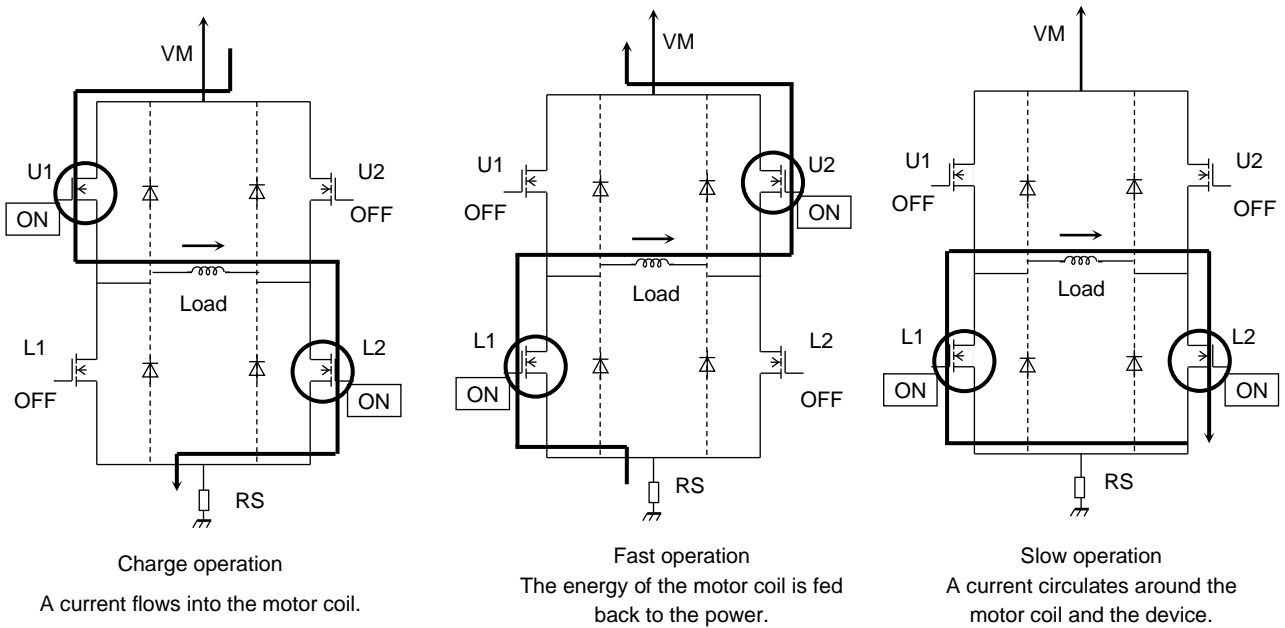 VM
U1
U2
ON
OFF
Load
L1
L2
OFF
ON
RS
Charge operation
A current flows into the motor coil.
VM
U1
U2
OFF
ON
Load
L1
L2
ON
OFF
RS
Fast operation
The energy of the motor coil is fed
back to the power.
VM
U1
U2
OFF
OFF
Load
L1
L2
ON
ON
RS
Slow operation
A current circulates around the
motor coil and the device.